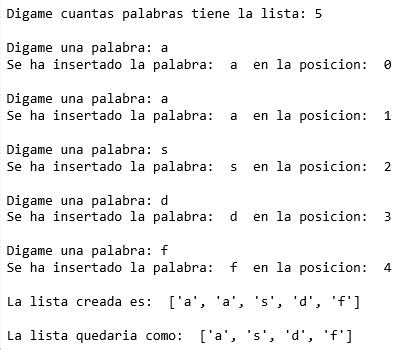 Digame cuantas palabras tiene la lista: 5
Digame una palabra: a
Se ha insertado la palabra:  a  en la posicion:  0
Digame una palabra: a
Se ha insertado la palabra:  a  en la posicion:  1
Digame una palabra: s
Se ha insertado la palabra:  s  en la posicion:  2
Digame una palabra: d
Se ha insertado la palabra:  d  en la posicion:  3
Digame una palabra: f
Se ha insertado la palabra:  f  en la posicion:  4
La lista creada es:  ['a', 'a', 's', 'd', 'f']
La lista quedaria como:  ['a', 's', 'd', 'f']